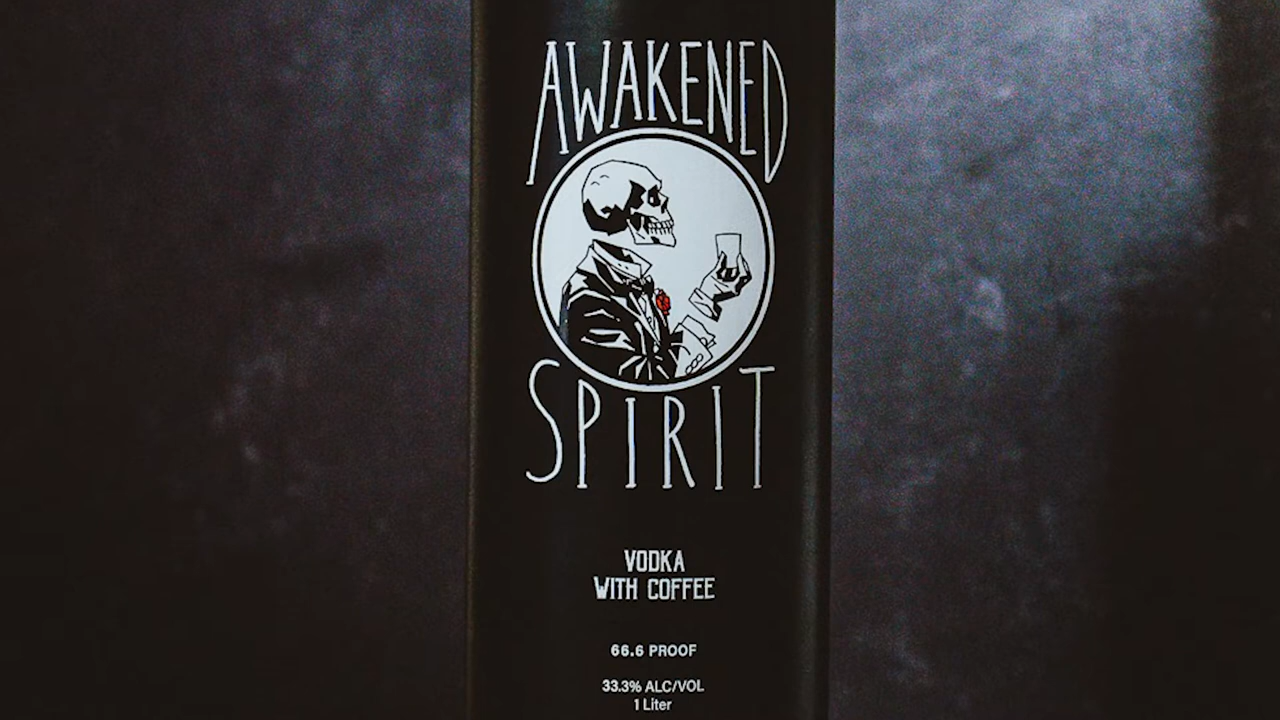 AWAKENED
SPIRIT
VODKA
WITH COFFEE
66.6 PROOF
33.3% ALC/VOL
1 Liter